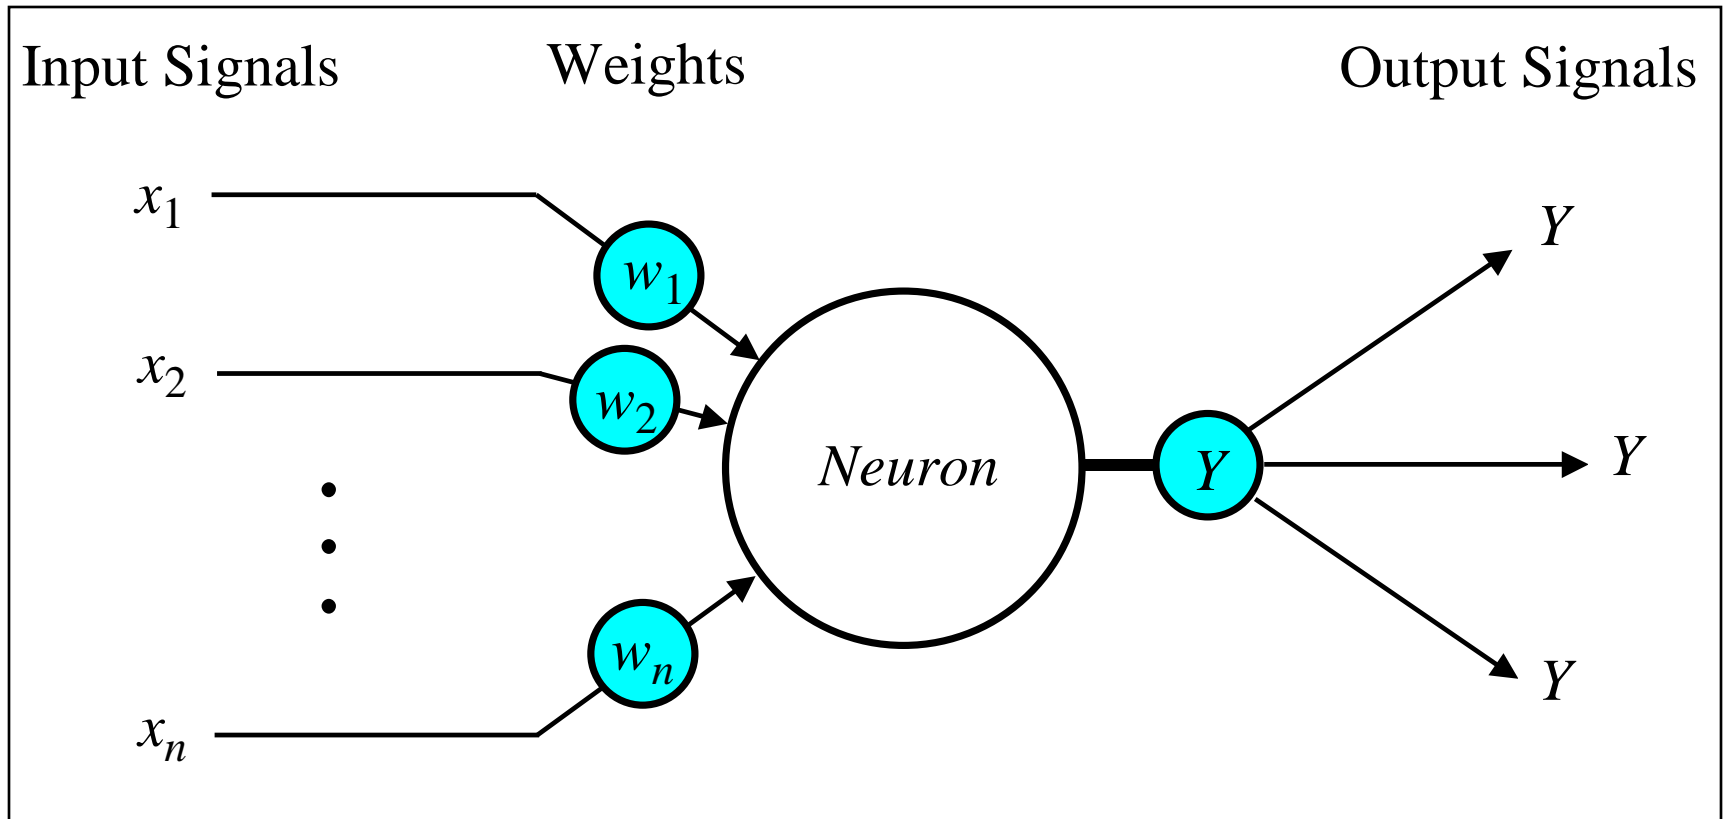 Input Signals Weights Output Signals
x1
Y
w1
x2
w2
Neuron
Y
Y
wn
Y
xn